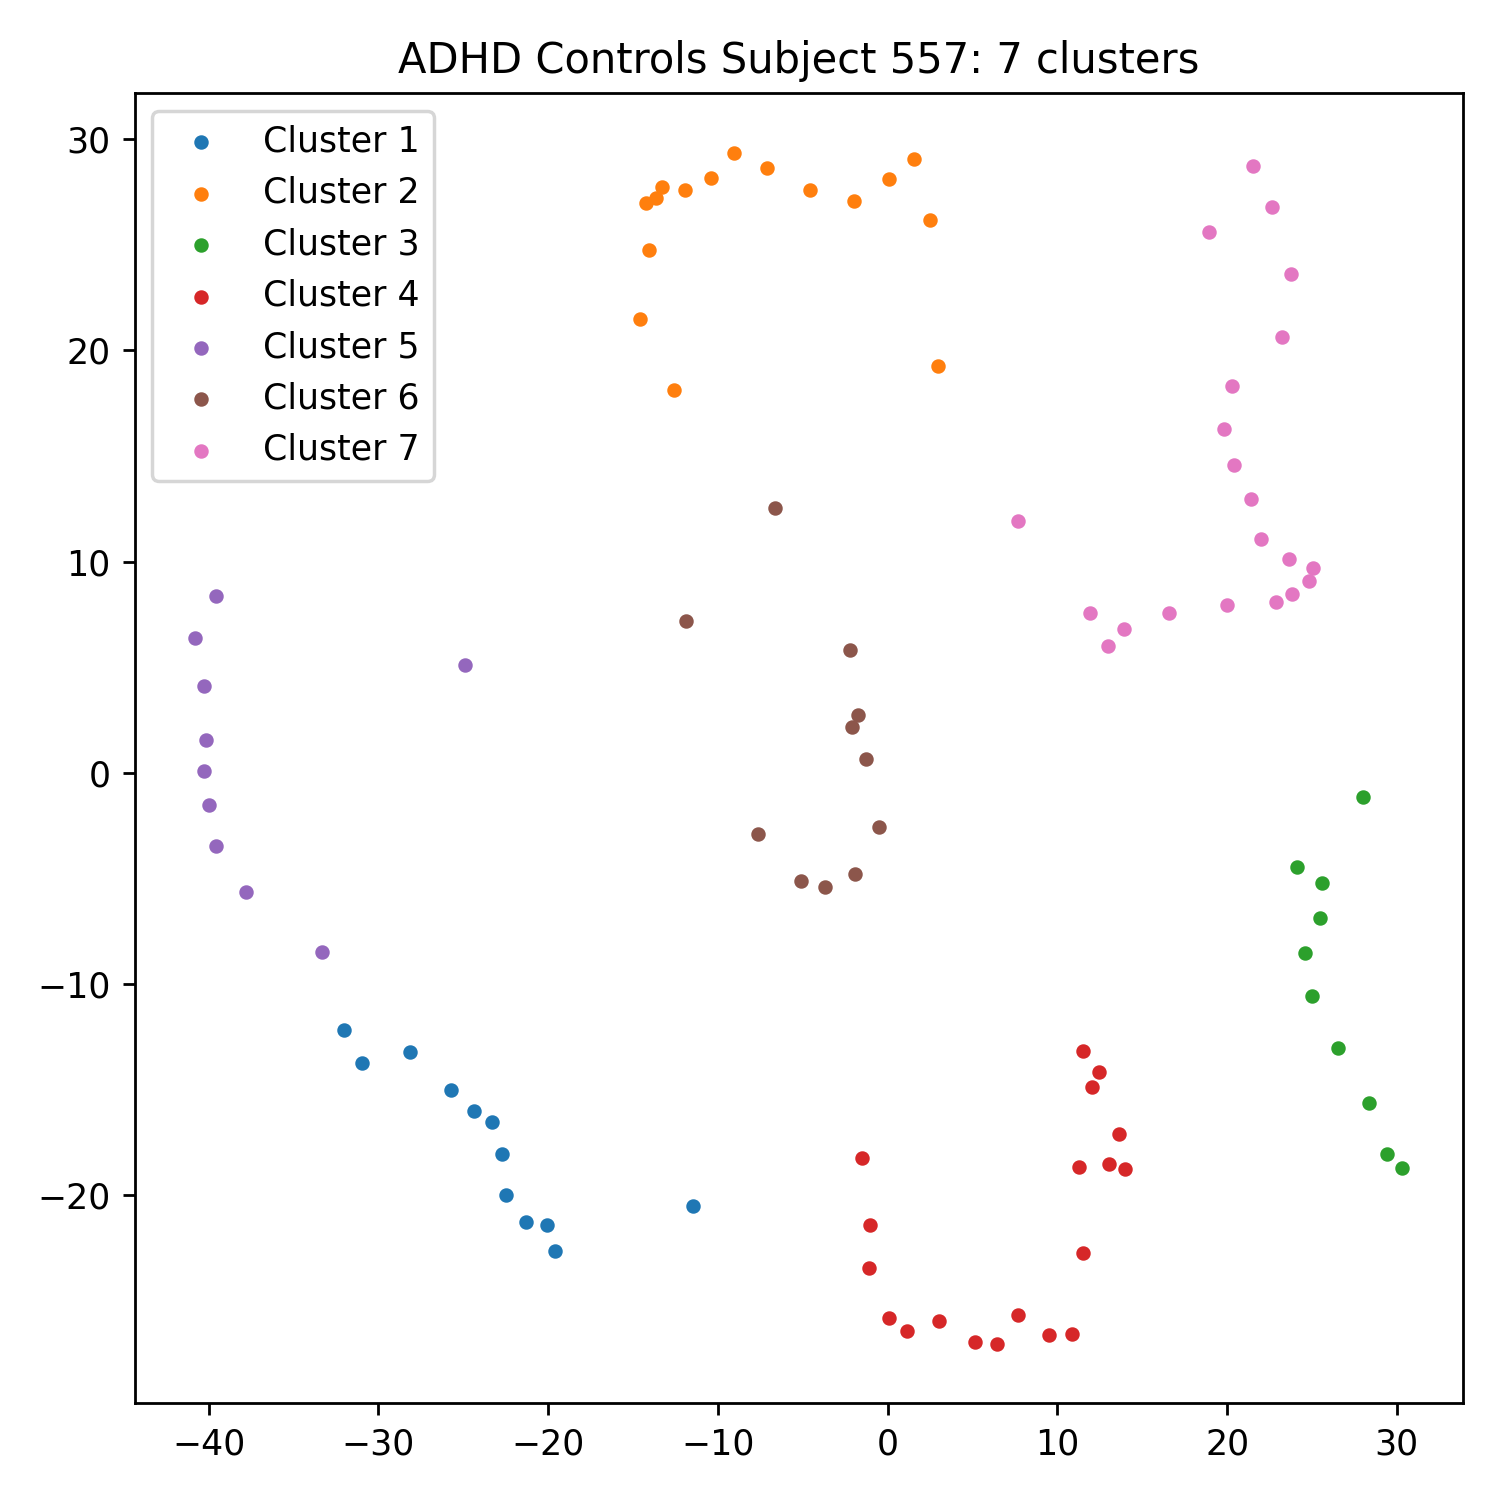 ADHD Controls Subject 557: 7 clusters
Cluster 1
Cluster 2
Cluster 3
Cluster 4
Cluster 5
Cluster 6
Cluster 7
30
20
10
0
−10
−20
−40 −30 −20 −10 0 10 20 30